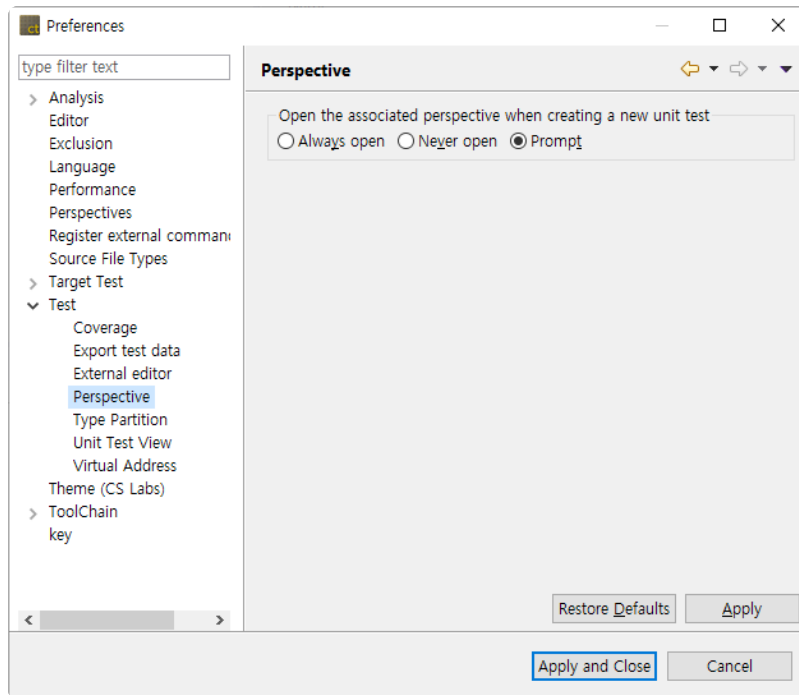 ct Preferences
type filter text
Perspective
Analysis
Editor
Exclusion
Language
Performance
Perspectives
Register external comman
Source File Types
Target Test
Test
Coverage
Export test data
External editor
Perspective
Type Partition
Unit Test View
Virtual Address
Theme (CS Labs)
ToolChain
key
Open the associated perspective when creating a new unit test
Always open Never open Prompt
Restore Defaults Apply
Apply and Close Cancel